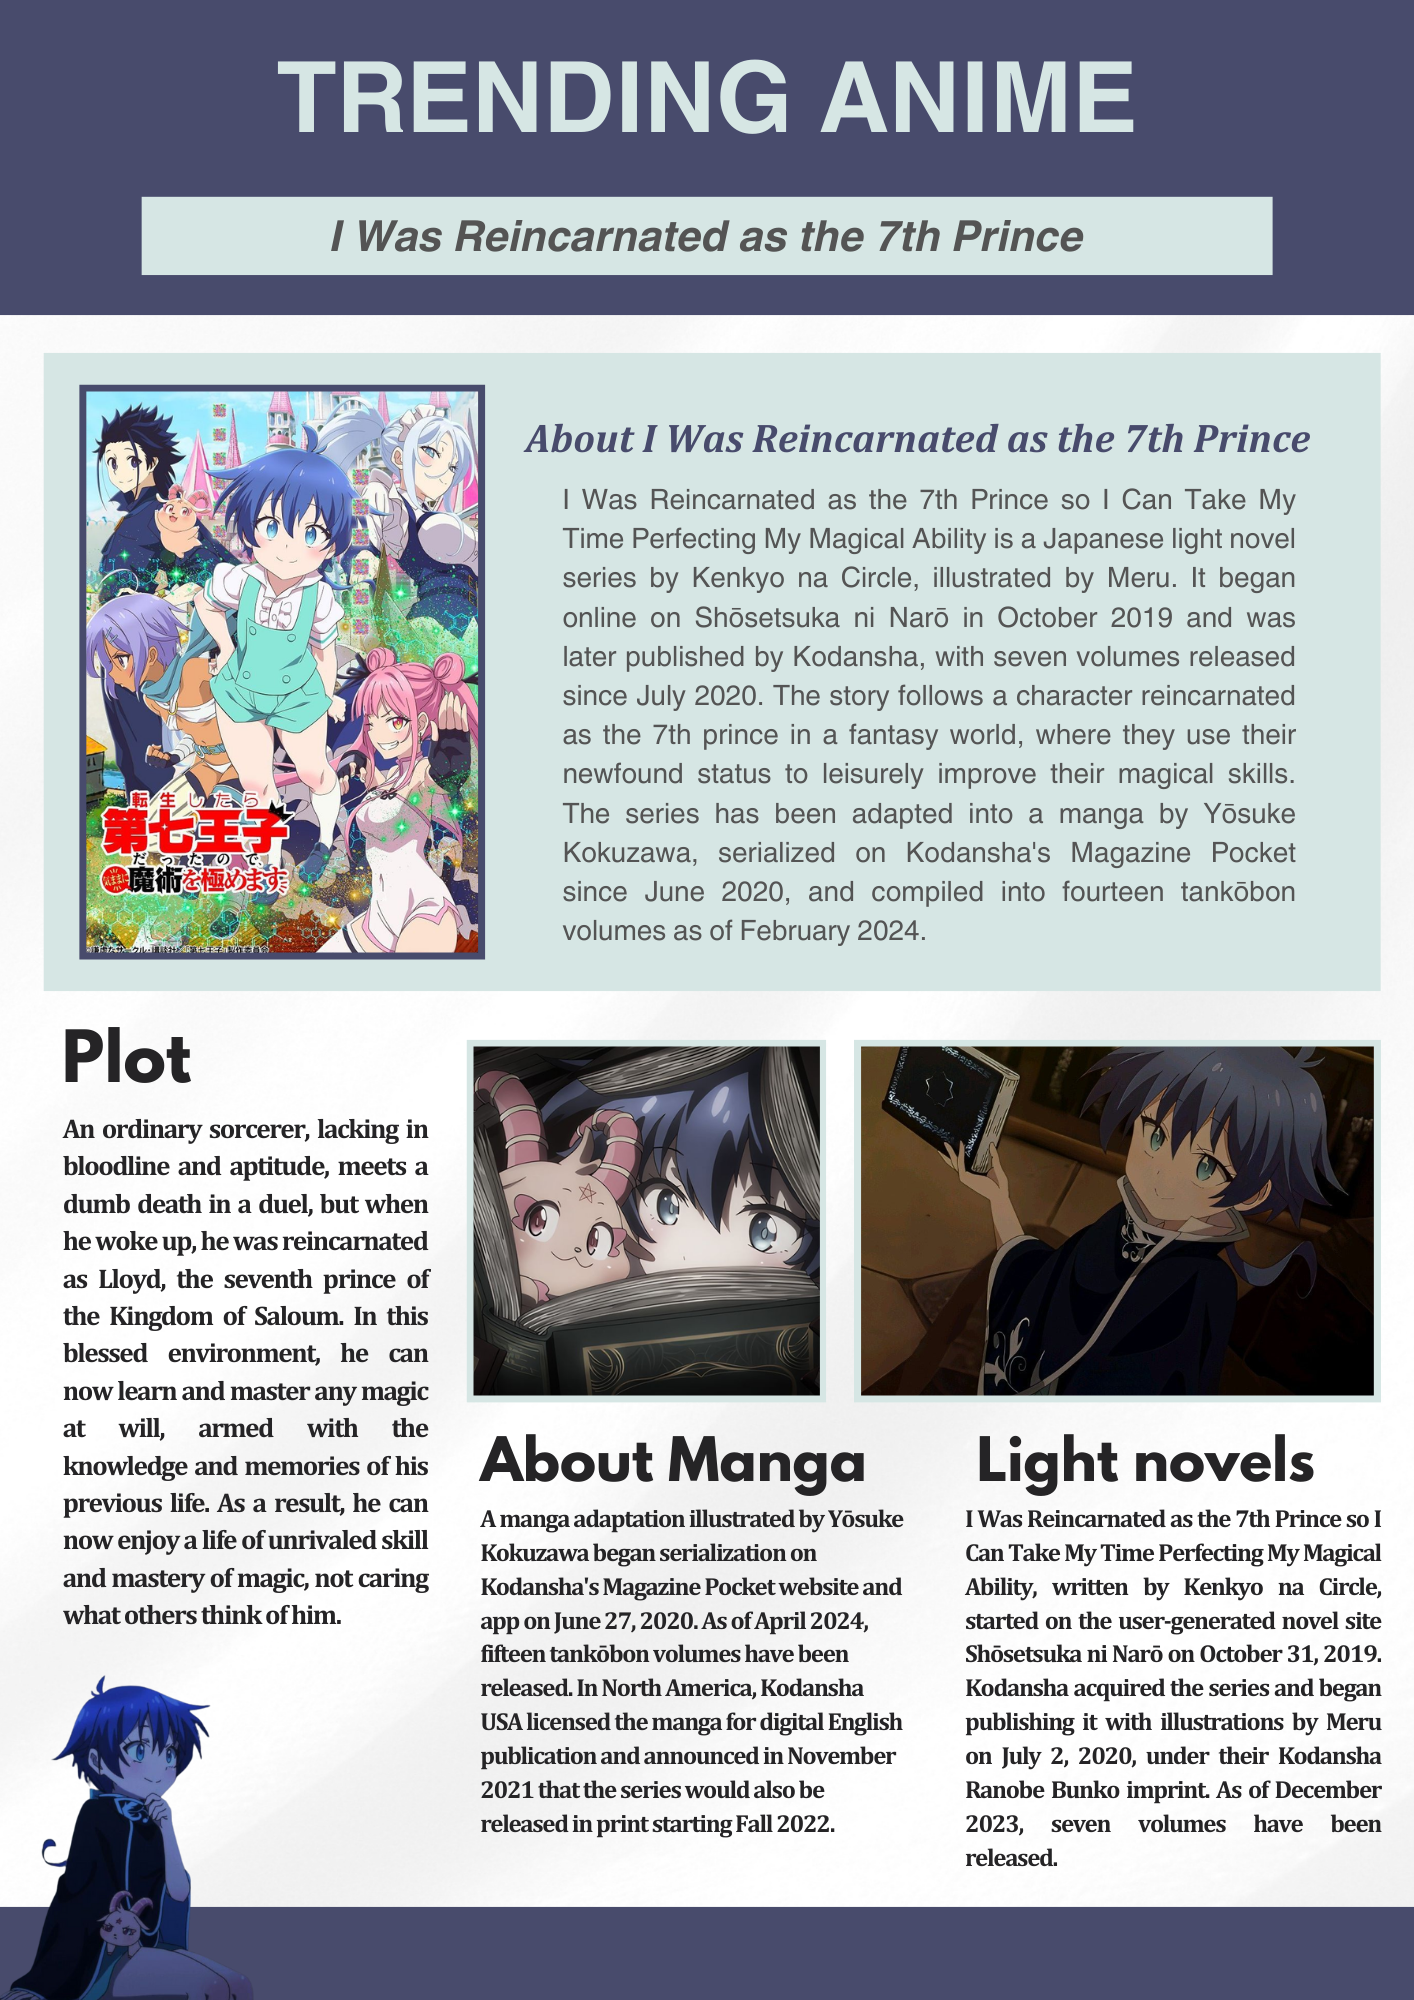 TRENDING ANIME
I Was Reincarnated as the 7th Prince
転生したら
第七王子
だったので、
気ままに
魔術を極めます
About I Was Reincarnated as the 7th Prince
I Was Reincarnated as the 7th Prince so I Can Take My
Time Perfecting My Magical Ability is a Japanese light novel
series by Kenkyo na Circle, illustrated by Meru. It began
online on Shōsetsuka ni Narō in October 2019 and was
later published by Kodansha, with seven volumes released
since July 2020. The story follows a character reincarnated
as the 7th prince in a fantasy world, where they use their
newfound status to leisurely improve their magical skills.
The series has been adapted into a manga by Yōsuke
Kokuzawa, serialized on Kodansha's Magazine Pocket
since June 2020, and compiled into fourteen tankōbon
volumes as of February 2024.
Plot
An ordinary sorcerer, lacking in
bloodline and aptitude, meets a
dumb death in a duel, but when
he woke up, he was reincarnated
as Lloyd, the seventh prince of
the Kingdom of Saloum. In this
blessed environment, he can
now learn and master any magic
at will, armed with the
knowledge and memories of his
previous life. As a result, he can
now enjoy a life of unrivaled skill
and mastery of magic, not caring
what others think of him.
About Manga
A manga adaptation illustrated by Yōsuke
Kokuzawa began serialization on
Kodansha's Magazine Pocket website and
app on June 27, 2020. As of April 2024,
fifteen tankōbon volumes have been
released. In North America, Kodansha
USA licensed the manga for digital English
publication and announced in November
2021 that the series would also be
released in print starting Fall 2022.
Light novels
I Was Reincarnated as the 7th Prince so I
Can Take My Time Perfecting My Magical
Ability, written by Kenkyo na Circle,
started on the user-generated novel site
Shōsetsuka ni Narō on October 31, 2019.
Kodansha acquired the series and began
publishing it with illustrations by Meru
on July 2, 2020, under their Kodansha
Ranobe Bunko imprint. As of December
2023, seven volumes have been
released.